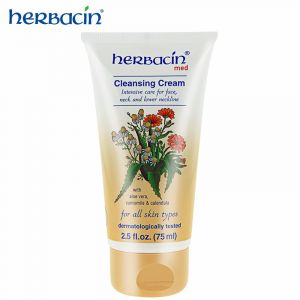 herbacin®
herbacin
med
Cleansing Cream
Intensive care for face,
neck and lower neckline
with
aloe vera,
camomile & calendula
for all skin types
dermatologically tested
2.5 fl.oz. (75 ml)